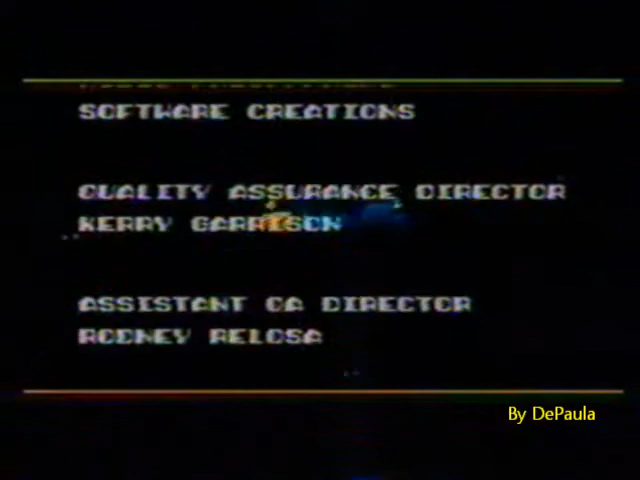 SOFTWARE CREATIONS
QUALITY ASSURANCE DIRECTOR
KERRY GARRISON
ASSISTANT QA DIRECTOR
RODNEY RELOSA
By DePaula